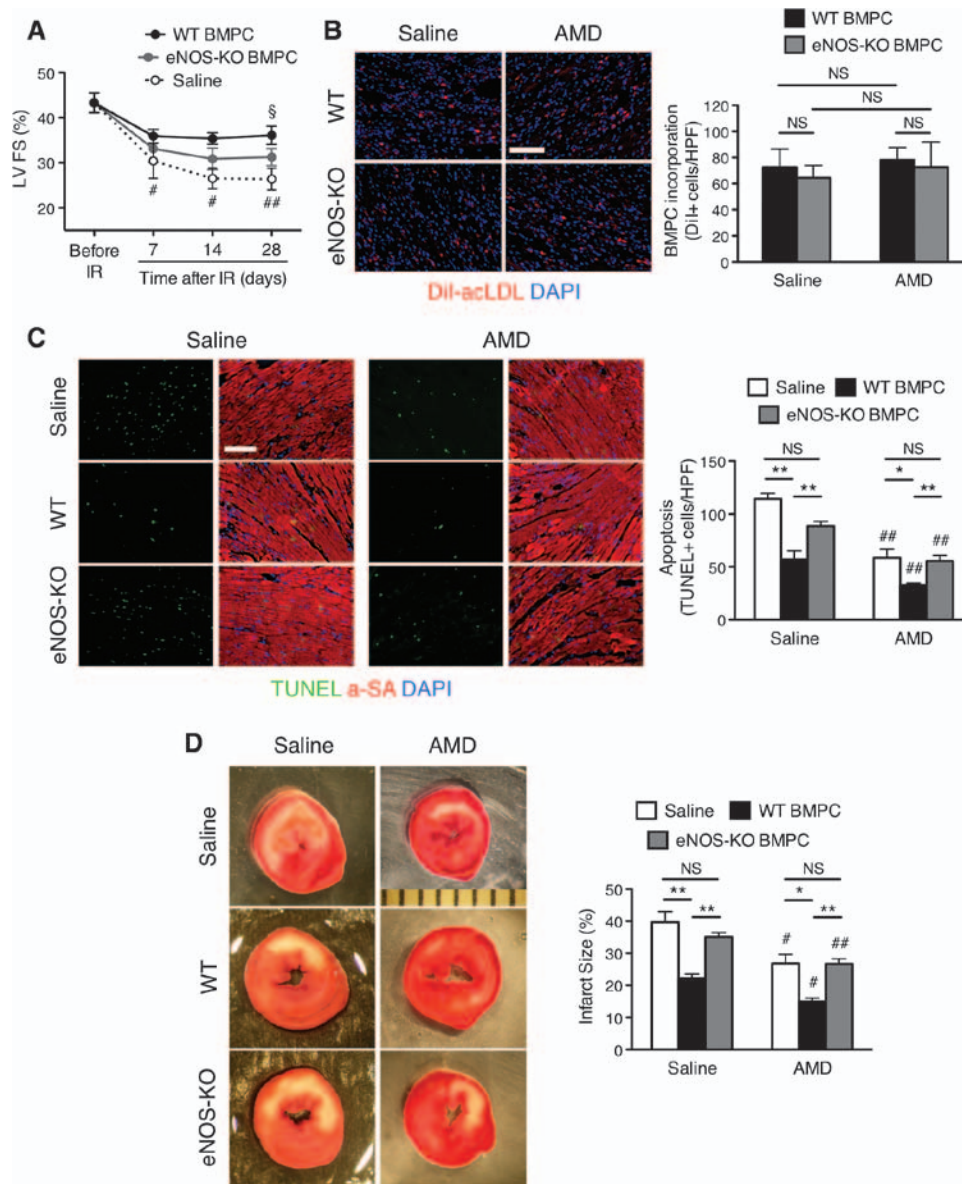 A
WT BMPC
eNOS-KO BMPC
Saline
LV FS (%)
50
40
30
20
§
#
#
##
Before
IR
7
14
28
Time after IR (days)
B
Saline
AMD
WT
eNOS-KO
DiI-acLDL DAPI
WT BMPC
eNOS-KO BMPC
BMPC incorporation
(DiI+ cells/HPF)
120
100
80
60
40
20
0
NS
NS
NS
NS
Saline
AMD
C
Saline
AMD
Saline
WT
eNOS-KO
TUNEL a-SA DAPI
Saline
WT BMPC
eNOS-KO BMPC
Apoptosis
(TUNEL+ cells/HPF)
150
100
50
0
NS
**
**
NS
*
**
##
##
##
Saline
AMD
D
Saline
AMD
Saline
WT
eNOS-KO
Saline
WT BMPC
eNOS-KO BMPC
Infarct Size (%)
50
40
30
20
10
0
NS
**
**
NS
*
**
#
#
##
Saline
AMD